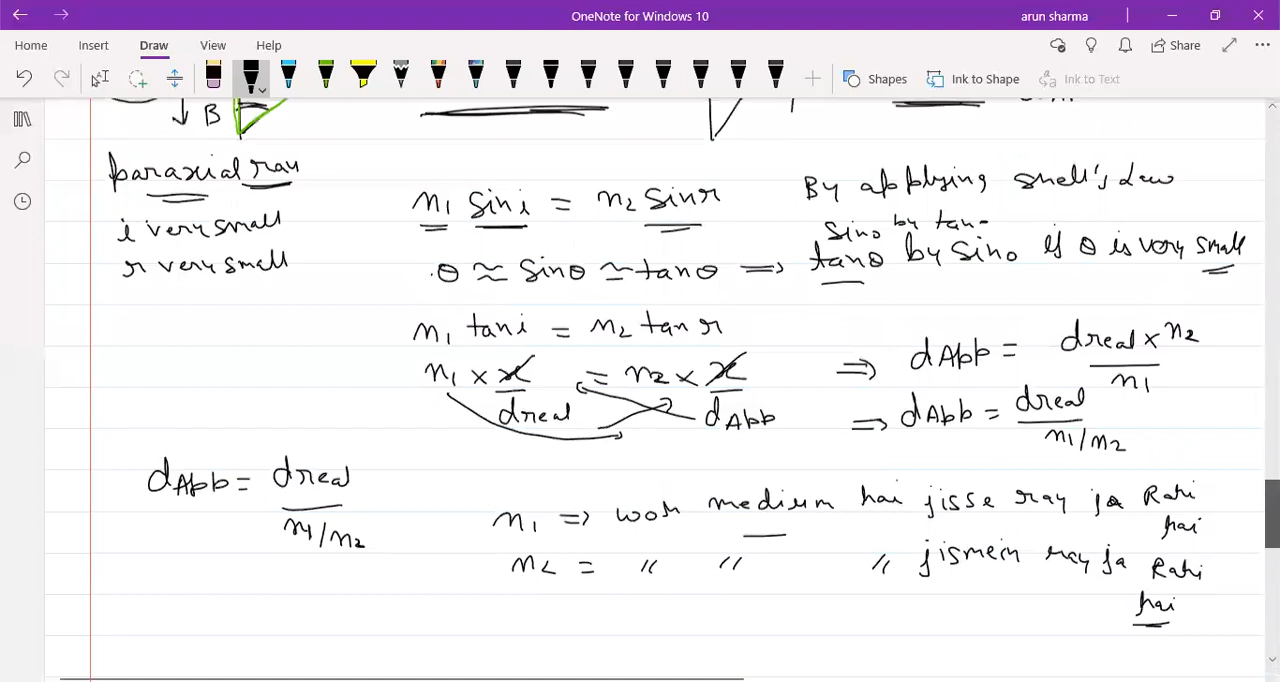 OneNote for Windows 10
arun sharma
Home Insert Draw View Help
Share
Shapes Ink to Shape Ink to Text
↓ B
paraxial ray
i very small
r very small
n1 sin i = n2 sin r
By applying snell's Law
sinθ by tanθ
θ ≈ sinθ ≃ tanθ ⇒ tanθ by sinθ if θ is very small
n1 tan i = n2 tan r
n1 × x/dreal = n2 × x/dApp
⇒ dApp = dreal × n2 / n1
⇒ dApp = dreal / n1/n2
dApp = dreal / n1/n2
n1 ⇒ woh medium hai jisse ray ja Rahi hai
n2 = " " " jismein ray ja Rahi hai